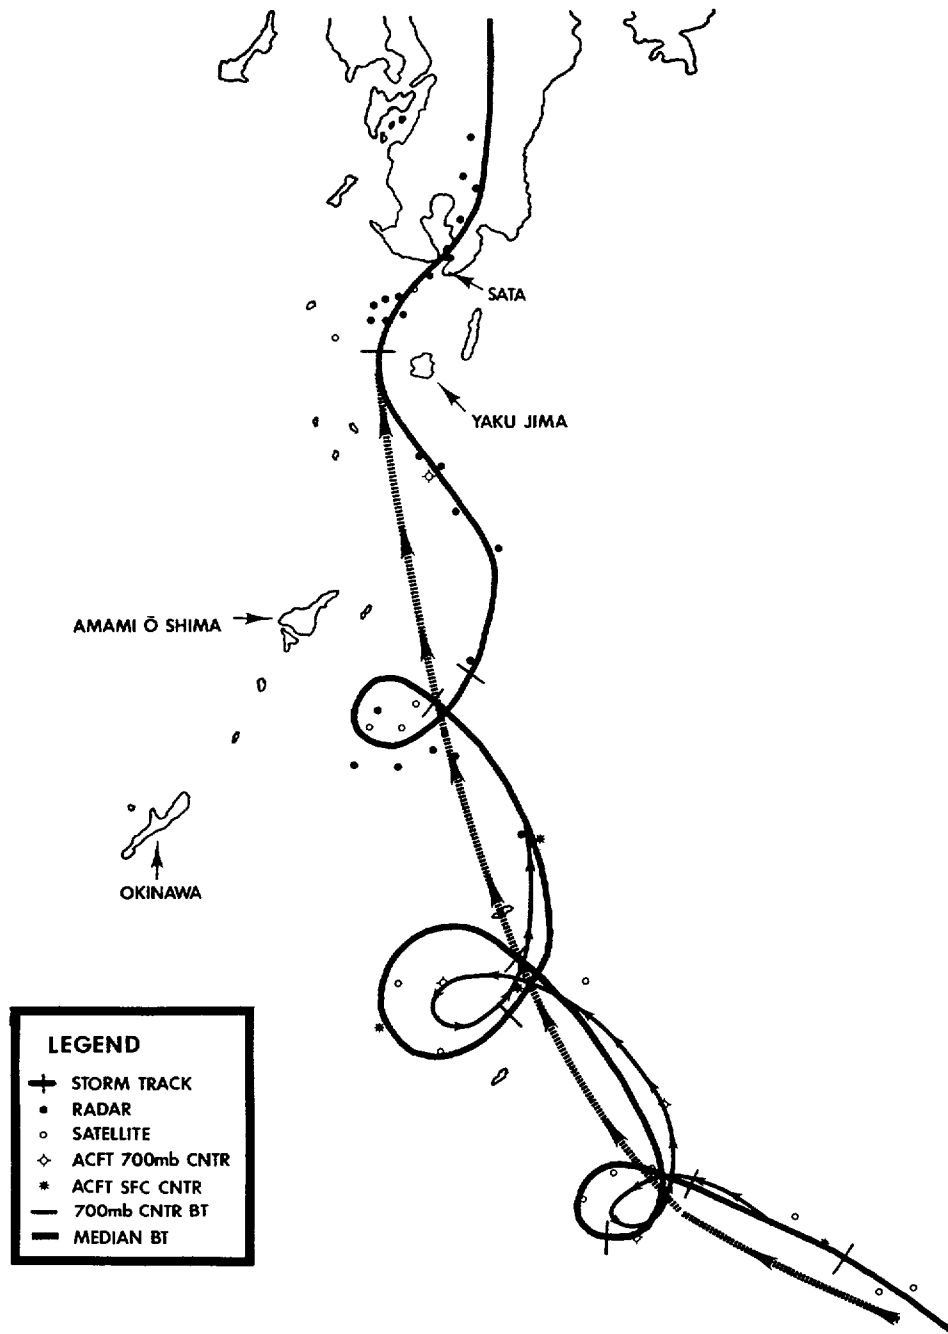 SATA
YAKU JIMA
AMAMI Ō SHIMA
OKINAWA
LEGEND
STORM TRACK
RADAR
SATELLITE
ACFT 700mb CNTR
ACFT SFC CNTR
700mb CNTR BT
MEDIAN BT